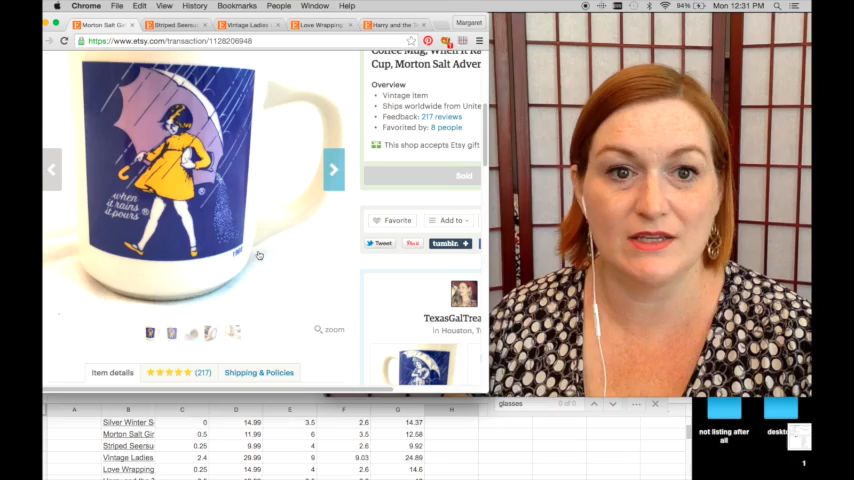 Chrome File Edit View History Bookmarks People Window Help 94% Mon 12:31 PM
Morton Salt Gir Striped Seersuc Vintage Ladies Love Wrapping Harry and the Margaret
https://www.etsy.com/transaction/1128206948
Coffee Mug, When It Ra
Cup, Morton Salt Adver
Overview
• Vintage item
• Ships worldwide from Unite
• Feedback: 217 reviews
• Favorited by: 8 people
This shop accepts Etsy gift
Sold
when
it rains
it pours
®
Favorite Add to
Tweet Pin it tumblr. +
TexasGalTrea
in Houston, T
zoom
Item details (217) Shipping & Policies
glasses 0 of 0
A B C D E F G H
Silver Winter S 0 14.99 3.5 2.6 14.37
Morton Salt Gir 0.5 11.99 6 3.5 12.58
Striped Seersu 0.25 9.99 4 2.6 9.92
Vintage Ladies 2.4 29.99 9 9.03 24.89
Love Wrapping 0.25 14.99 4 2.6 14.6
not listing after
all
deskt
1